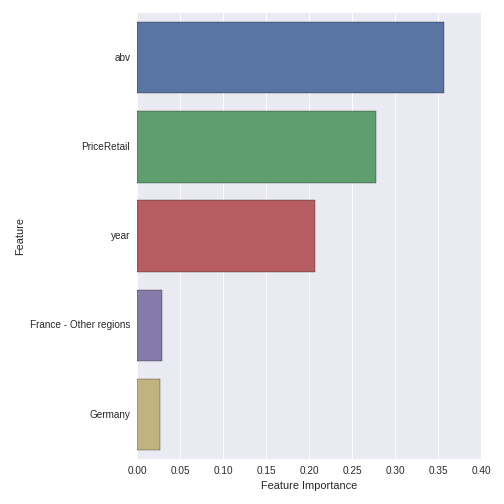 abv
PriceRetail
year
France - Other regions
Germany
Feature
0.00 0.05 0.10 0.15 0.20 0.25 0.30 0.35 0.40
Feature Importance